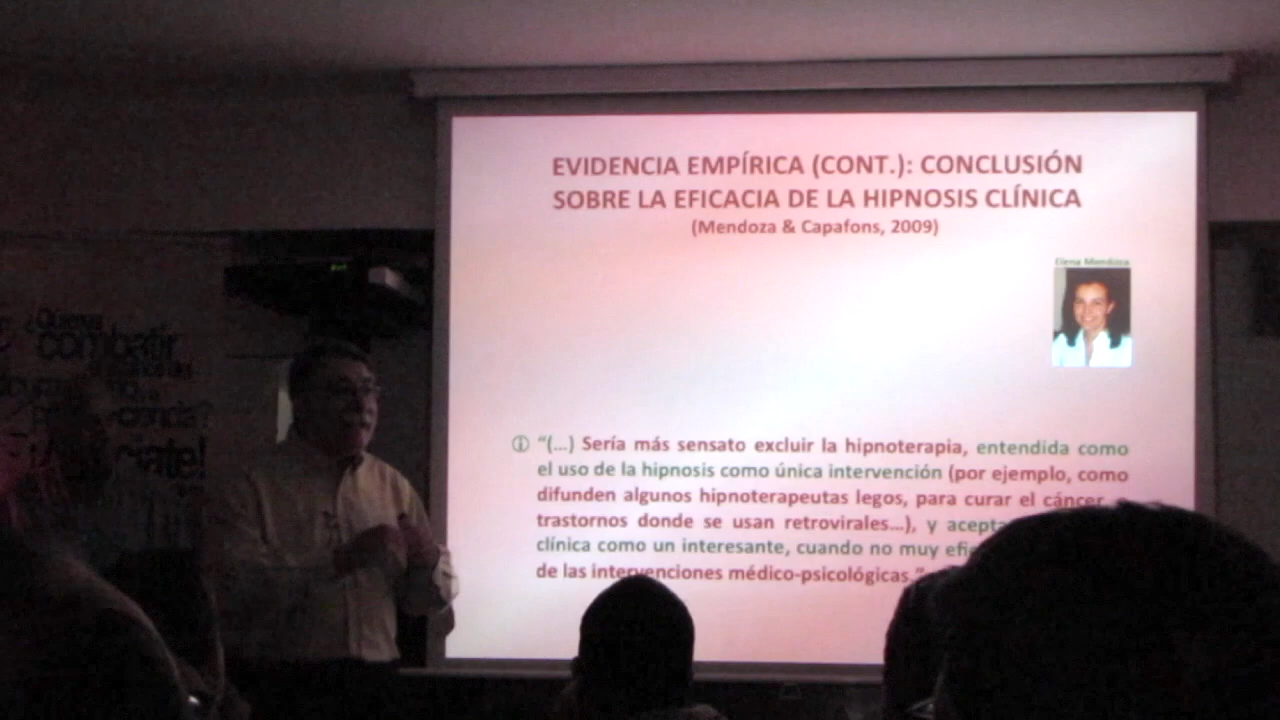 EVIDENCIA EMPÍRICA (CONT.): CONCLUSIÓN
SOBRE LA EFICACIA DE LA HIPNOSIS CLÍNICA
(Mendoza & Capafons, 2009)
Elena Mendoza
“(...) Sería más sensato excluir la hipnoterapia, entendida como
el uso de la hipnosis como única intervención (por ejemplo, como
difunden algunos hipnoterapeutas legos, para curar el cáncer
trastornos donde se usan retrovirales...), y
clínica como un interesante, cuando no muy
de las intervenciones médico-psicológicas.”
combatir